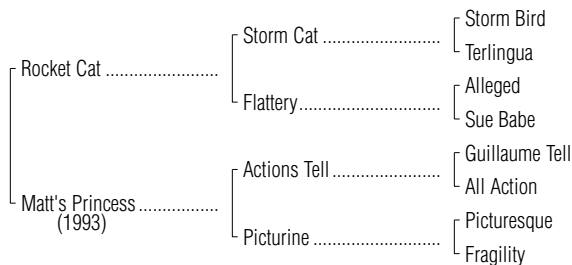 Storm Bird
Storm Cat ........................
Terlingua
Rocket Cat .......................
Alleged
Flattery.............................
Sue Babe
Guillaume Tell
Actions Tell ......................
All Action
Matt's Princess ................
(1993)
Picturesque
Picturine ..........................
Fragility